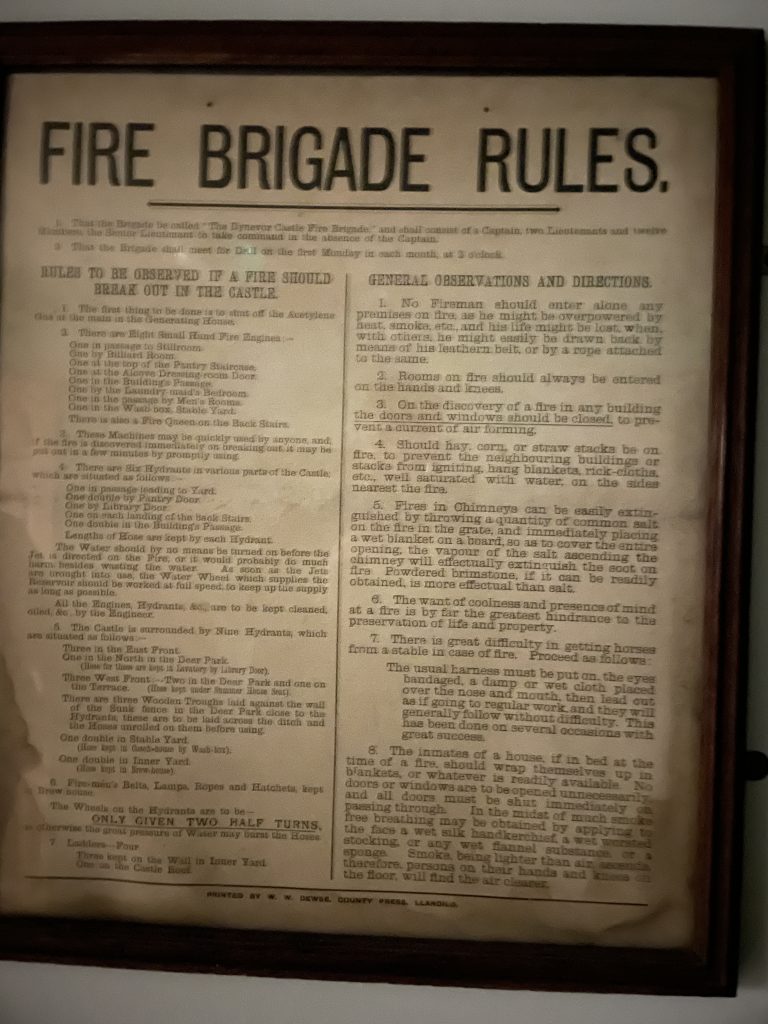 FIRE BRIGADE RULES.
1. That the Brigade be called "The Dynevor Castle Fire Brigade," and shall consist of a Captain, two Lieutenants and twelve
Members, the Senior Lieutenant to take command in the absence of the Captain.
2. That the Brigade shall meet for Drill on the first Monday in each month, at 2 o'clock.
RULES TO BE OBSERVED IF A FIRE SHOULD
BREAK OUT IN THE CASTLE.
1. The first thing to be done is to shut off the Acetylene
Gas at the main in the Generating House.
2. There are Eight Small Hand Fire Engines:—
One in passage to Stillroom.
One by Billiard Room.
One at the top of the Pantry Staircase.
One at the Alcove Dressing-room Door.
One in the Building's Passage.
One by the Laundry-maid's Bedroom.
One in the passage by Men's Rooms.
One in the Wash-box, Stable Yard.
There is also a Fire Queen on the Back Stairs.
3. These Machines may be quickly used by anyone, and,
if the fire is discovered immediately on breaking out, it may be
put out in a few minutes by promptly using.
4. There are Six Hydrants in various parts of the Castle,
which are situated as follows:—
One in passage leading to Yard.
One double by Pantry Door.
One by Library Door.
One on each landing of the Back Stairs.
One double in the Building's Passage.
Lengths of Hose are kept by each Hydrant.
The Water should by no means be turned on before the
Jet is directed on the Fire, or it would probably do much
harm besides wasting the water. As soon as the Jets
are brought into use, the Water Wheel which supplies the
Reservoir should be worked at full speed, to keep up the supply
as long as possible.
All the Engines, Hydrants, &c., are to be kept cleaned,
oiled, &c., by the Engineer.
5. The Castle is surrounded by Nine Hydrants, which
are situated as follows:—
Three in the East Front.
One in the North in the Deer Park.
(Hose for these are kept in Lavatory by Library Door).
Three West Front:—Two in the Deer Park and one on
the Terrace. (Hose kept under Summer House Seat).
There are three Wooden Troughs laid against the wall
of the Sunk fence in the Deer Park close to the
Hydrants, these are to be laid across the ditch and
the Hoses unrolled on them before using.
One double in Stable Yard.
(Hose kept in Coach-house by Wash-box).
One double in Inner Yard.
(Hose kept in Brew-house).
6. Fire-men's Belts, Lamps, Ropes and Hatchets, kept
in Brew-house.
The Wheels on the Hydrants are to be—
ONLY GIVEN TWO HALF TURNS,
as otherwise the great pressure of Water may burst the Hoses.
7. Ladders—Four.
Three kept on the Wall in Inner Yard.
One on the Castle Roof.
GENERAL OBSERVATIONS AND DIRECTIONS.
1. No Fireman should enter alone any
premises on fire, as he might be overpowered by
heat, smoke, etc., and his life might be lost, when,
with others, he might easily be drawn back by
means of his leathern belt, or by a rope attached
to the same.
2. Rooms on fire should always be entered
on the hands and knees.
3. On the discovery of a fire in any building
the doors and windows should be closed, to pre-
vent a current of air forming.
4. Should hay, corn, or straw stacks be on
fire, to prevent the neighbouring buildings or
stacks from igniting, hang blankets, rick-cloths,
etc., well saturated with water, on the sides
nearest the fire.
5. Fires in Chimneys can be easily extin-
guished by throwing a quantity of common salt
on the fire in the grate, and immediately placing
a wet blanket on a board, so as to cover the entire
opening, the vapour of the salt ascending the
chimney will effectually extinguish the soot on
fire. Powdered brimstone, if it can be readily
obtained, is more effectual than salt.
6. The want of coolness and presence of mind
at a fire is by far the greatest hindrance to the
preservation of life and property.
7. There is great difficulty in getting horses
from a stable in case of fire. Proceed as follows:
The usual harness must be put on, the eyes
bandaged, a damp or wet cloth placed
over the nose and mouth, then lead out
as if going to regular work, and they will
generally follow without difficulty. This
has been done on several occasions with
great success.
8. The inmates of a house, if in bed at the
time of a fire, should wrap themselves up in
blankets, or whatever is readily available. No
doors or windows are to be opened unnecessarily,
and all doors must be shut immediately on
passing through. In the midst of much smoke
free breathing may be obtained by applying to
the face a wet silk handkerchief, a wet worsted
stocking, or any wet flannel substance, or a
sponge. Smoke, being lighter than air, ascends,
therefore, persons on their hands and knees on
the floor, will find the air clearer.
PRINTED BY W. W. DEWSE, COUNTY PRESS, LLANDILO.